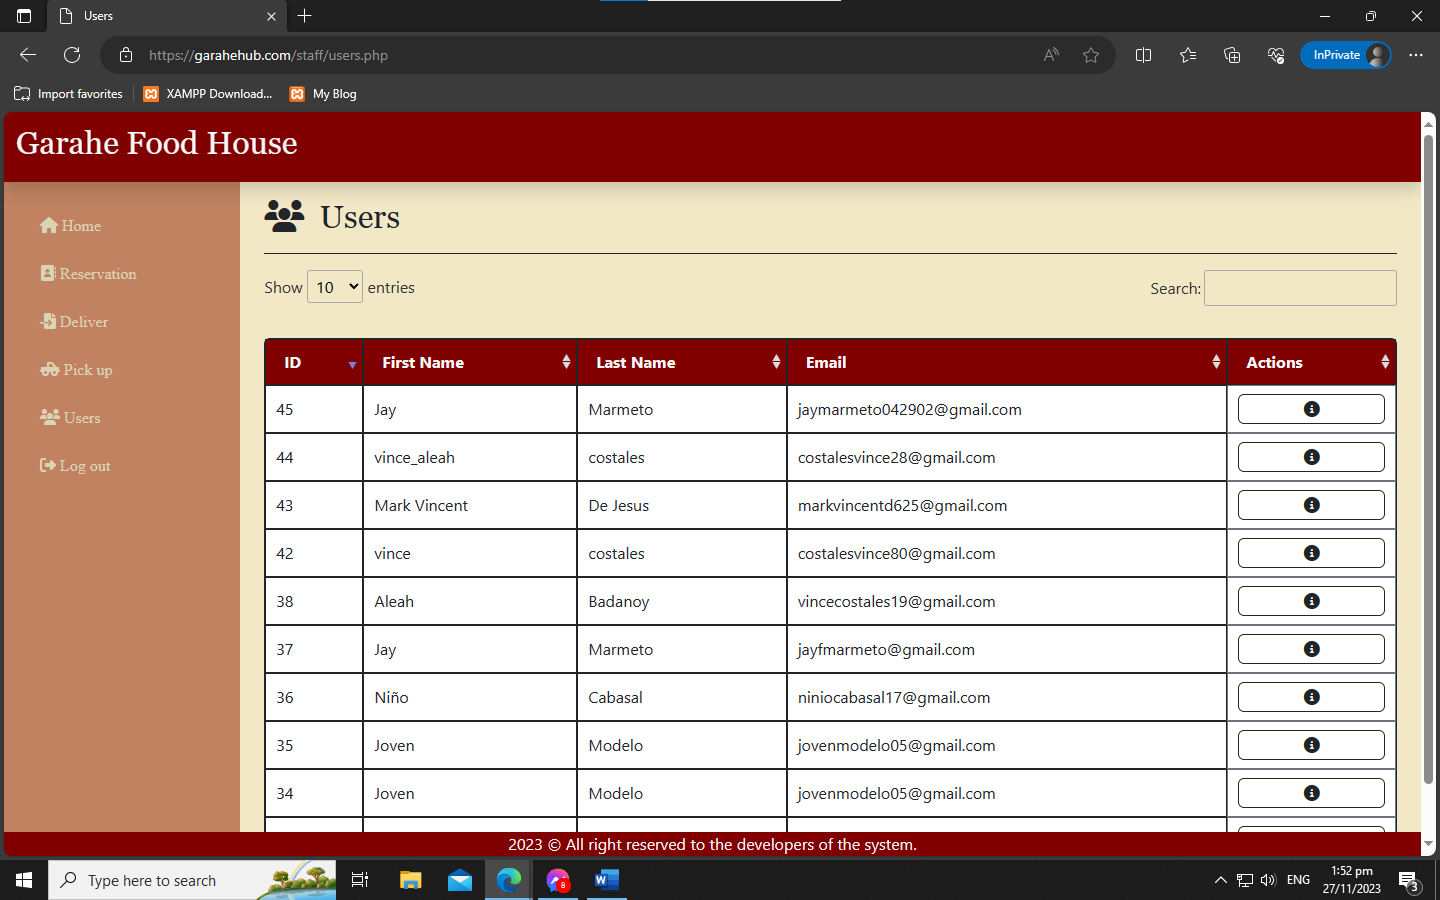 Users
https://garahehub.com/staff/users.php
InPrivate
Import favorites
XAMPP Download...
My Blog
Garahe Food House
Home
Reservation
Deliver
Pick up
Users
Log out
Users
Show 10 entries
Search:
ID First Name Last Name Email Actions
45 Jay Marmeto jaymarmeto042902@gmail.com
44 vince_aleah costales costalesvince28@gmail.com
43 Mark Vincent De Jesus markvincentd625@gmail.com
42 vince costales costalesvince80@gmail.com
38 Aleah Badanoy vincecostales19@gmail.com
37 Jay Marmeto jayfmarmeto@gmail.com
36 Niño Cabasal niniocabasal17@gmail.com
35 Joven Modelo jovenmodelo05@gmail.com
34 Joven Modelo jovenmodelo05@gmail.com
2023 © All right reserved to the developers of the system.
Type here to search
8
ENG
1:52 pm
27/11/2023
3